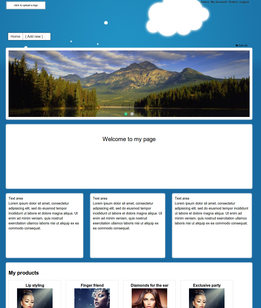 click to upload a logo
Home
[ Add new ]
Welcome to my page
Text area
Lorem ipsum dolor sit amet, consectetur
adipisicing elit, sed do eiusmod tempor
incididunt ut labore et dolore magna aliqua. Ut
enim ad minim veniam, quis nostrud
exercitation ullamco laboris nisi ut aliquip ex ea
commodo consequat.
Text area
Lorem ipsum dolor sit amet, consectetur
adipisicing elit, sed do eiusmod tempor
incididunt ut labore et dolore magna aliqua. Ut
enim ad minim veniam, quis nostrud
exercitation ullamco laboris nisi ut aliquip ex ea
commodo consequat.
Text area
Lorem ipsum dolor sit amet, consectetur
adipisicing elit, sed do eiusmod tempor
incididunt ut labore et dolore magna aliqua. Ut
enim ad minim veniam, quis nostrud
exercitation ullamco laboris nisi ut aliquip ex ea
commodo consequat.
My products
Lip styling
Finger friend
Diamonds for the ear
Exclusive party